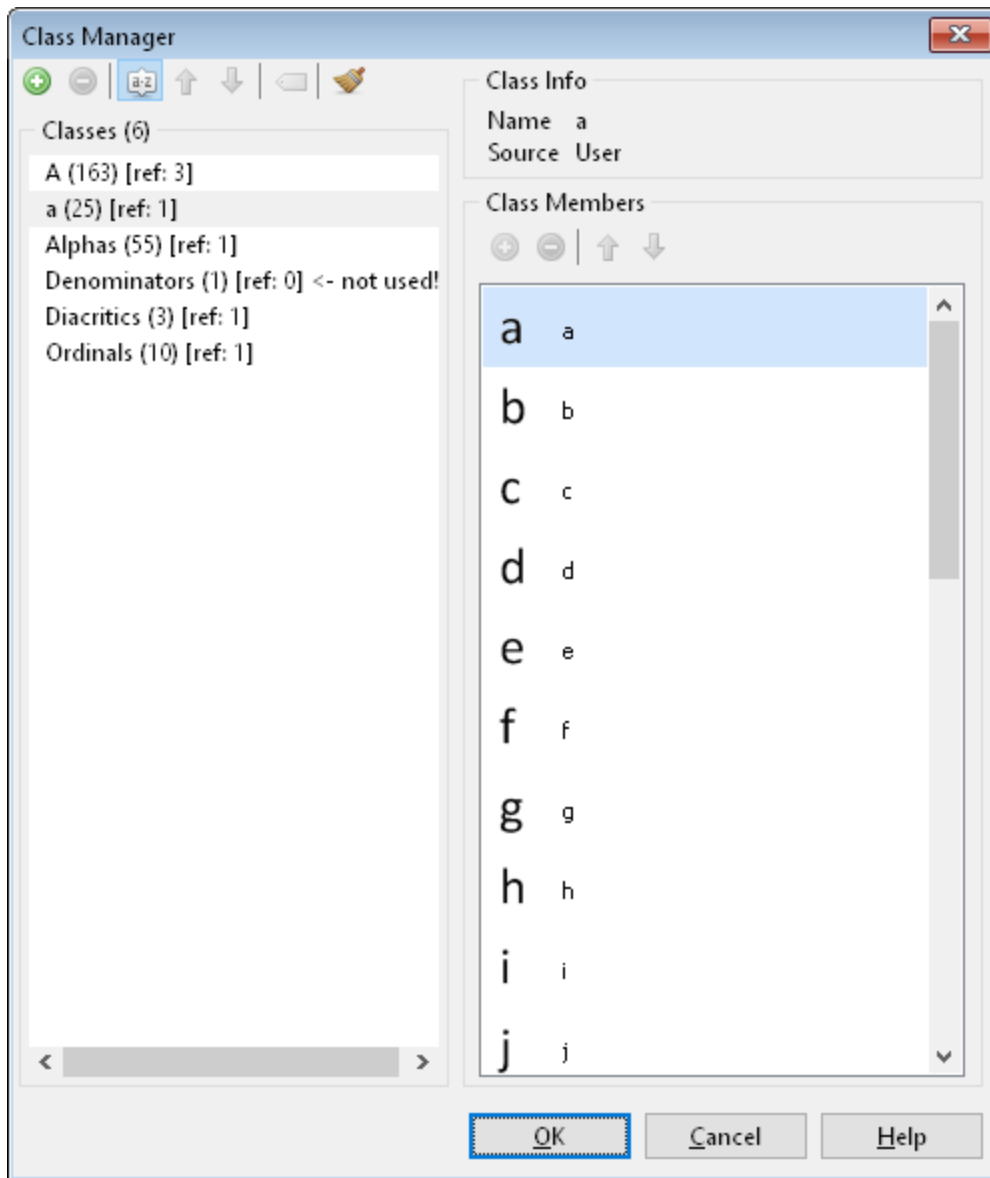 Class Manager
a-z
Classes (6)
A (163) [ref: 3]
a (25) [ref: 1]
Alphas (55) [ref: 1]
Denominators (1) [ref: 0] <- not used!
Diacritics (3) [ref: 1]
Ordinals (10) [ref: 1]
Class Info
Name a
Source User
Class Members
a a
b b
c c
d d
e e
f f
g g
h h
i i
j j
OK Cancel Help